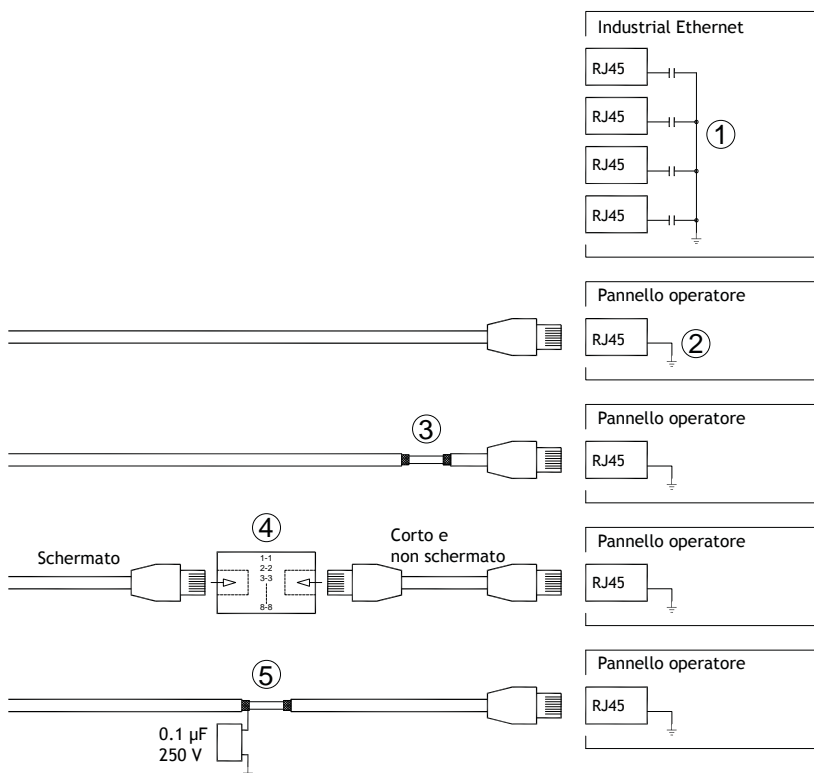 Industrial Ethernet
RJ45
RJ45
①
RJ45
RJ45
Pannello operatore
RJ45
②
Pannello operatore
③
RJ45
Pannello operatore
④
Schermato
Corto e
non schermato
1-1
2-2
3-3
8-8
RJ45
Pannello operatore
⑤
RJ45
0.1 µF
250 V